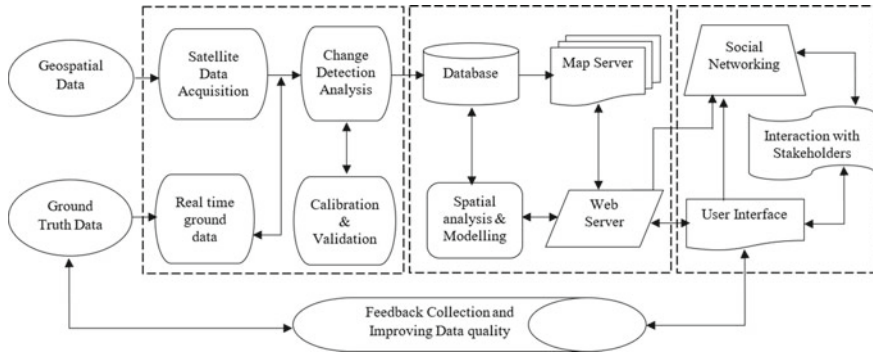 Geospatial
Data
Satellite
Data
Acquisition
Change
Detection
Analysis
Database
Map Server
Social
Networking
Interaction with
Stakeholders
Ground
Truth Data
Real time
ground
data
Calibration
&
Validation
Spatial
analysis &
Modelling
Web
Server
User Interface
Feedback Collection and
Improving Data quality